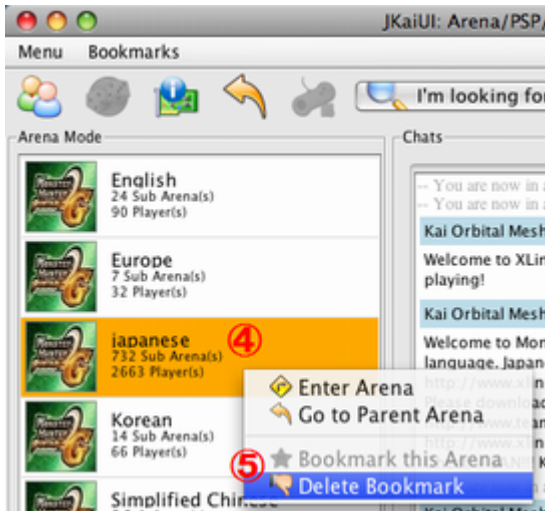 JKaiUI: Arena/PSP/
Menu Bookmarks
I'm looking for
Arena Mode
Chats
English
24 Sub Arena(s)
90 Player(s)
Europe
7 Sub Arena(s)
32 Player(s)
japanese
732 Sub Arena(s)
2663 Player(s)
④
Korean
14 Sub Arena(s)
66 Player(s)
Simplified Chinese
-- You are now in a
-- You are now in a
Kai Orbital Mesh
Welcome to XLin
playing!
Kai Orbital Mesh
Welcome to Mon
language. Japan
Enter Arena
Go to Parent Arena
⑤
Bookmark this Arena
Delete Bookmark